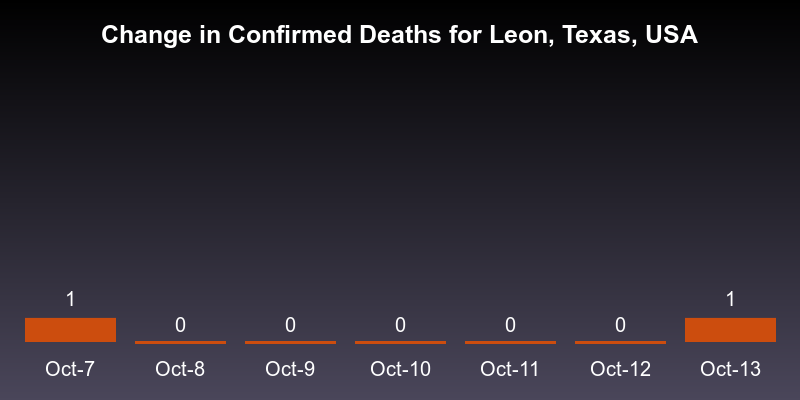 Change in Confirmed Deaths for Leon, Texas, USA
1 0 0 0 0 0 1
Oct-7 Oct-8 Oct-9 Oct-10 Oct-11 Oct-12 Oct-13